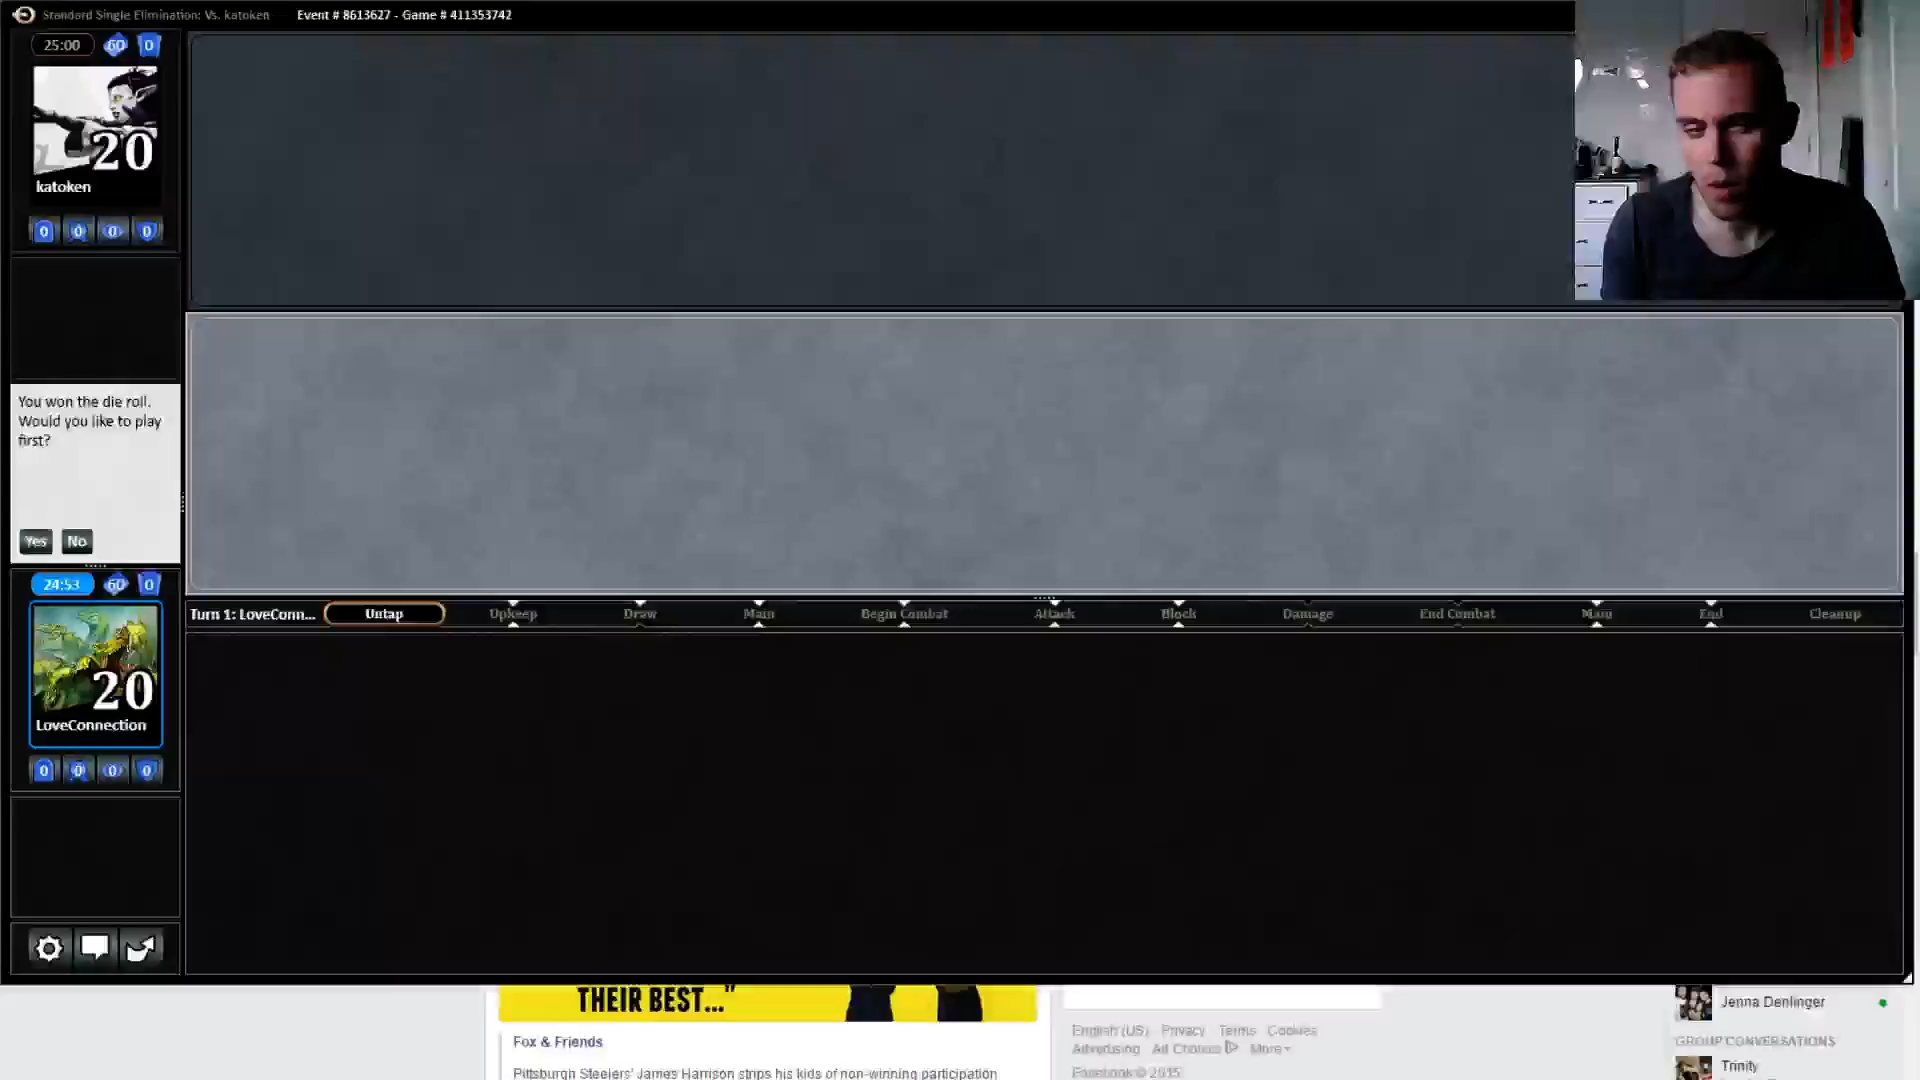 Standard Single Elimination: Vs. katoken
Event # 8613627 - Game # 411353742
25:00
60
0
20
katoken
0
0
0
0
You won the die roll.
Would you like to play
first?
Yes
No
24:53
60
0
20
LoveConnection
0
0
0
0
Turn 1: LoveConn...
Untap
Upkeep
Draw
Main
Begin Combat
Attack
Block
Damage
End Combat
Main
End
Cleanup
THEIR BEST..."
Fox & Friends
Pittsburgh Steelers' James Harrison strips his kids of non-winning participation
English (US) Privacy Terms Cookies
Advertising Ad Choices More
Facebook © 2015
Jenna Denlinger
GROUP CONVERSATIONS
Trinity